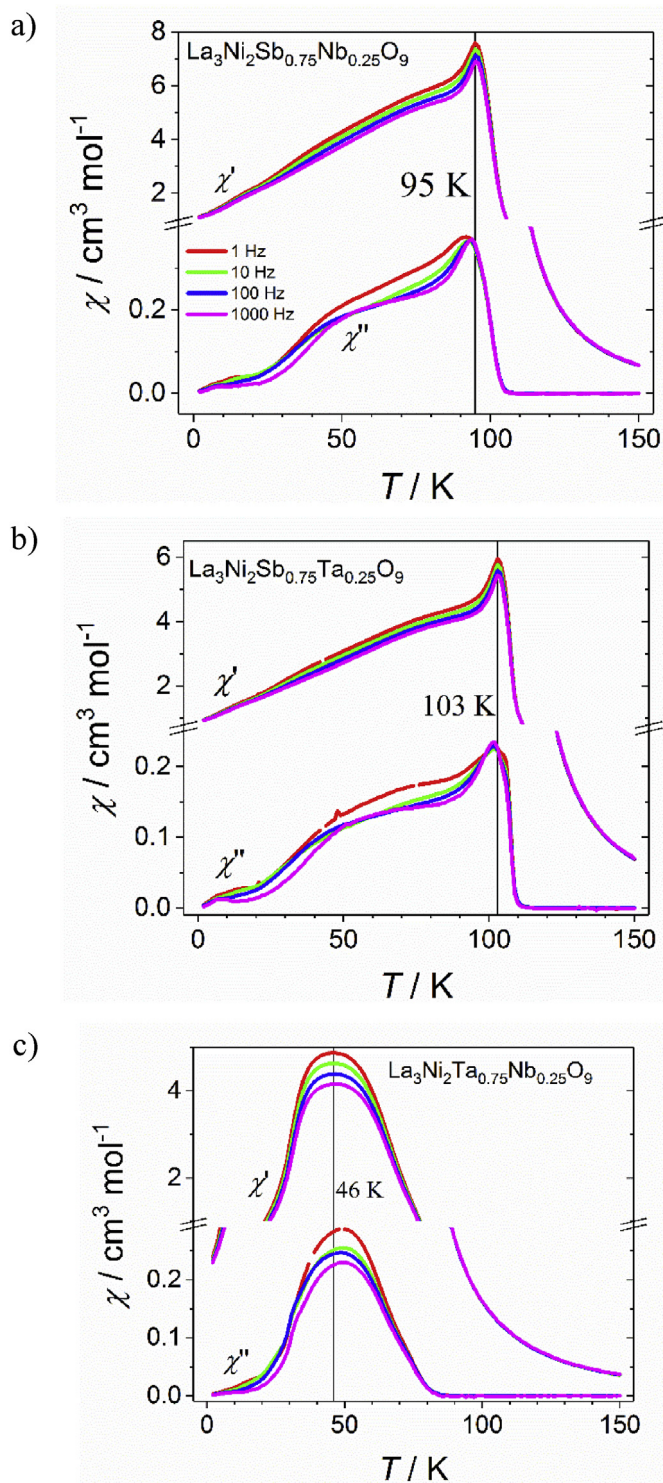 a)
La₃Ni₂Sb₀.₇₅Nb₀.₂₅O₉
8
6
4
2
χ'
95 K
χ / cm³ mol⁻¹
1 Hz
10 Hz
100 Hz
1000 Hz
0.2
0.0
χ"
0 50 100 150
T / K
b)
La₃Ni₂Sb₀.₇₅Ta₀.₂₅O₉
6
4
2
χ'
103 K
χ / cm³ mol⁻¹
0.2
0.1
0.0
χ"
0 50 100 150
T / K
c)
La₃Ni₂Ta₀.₇₅Nb₀.₂₅O₉
4
2
χ'
46 K
χ / cm³ mol⁻¹
0.2
0.1
0.0
χ"
0 50 100 150
T / K